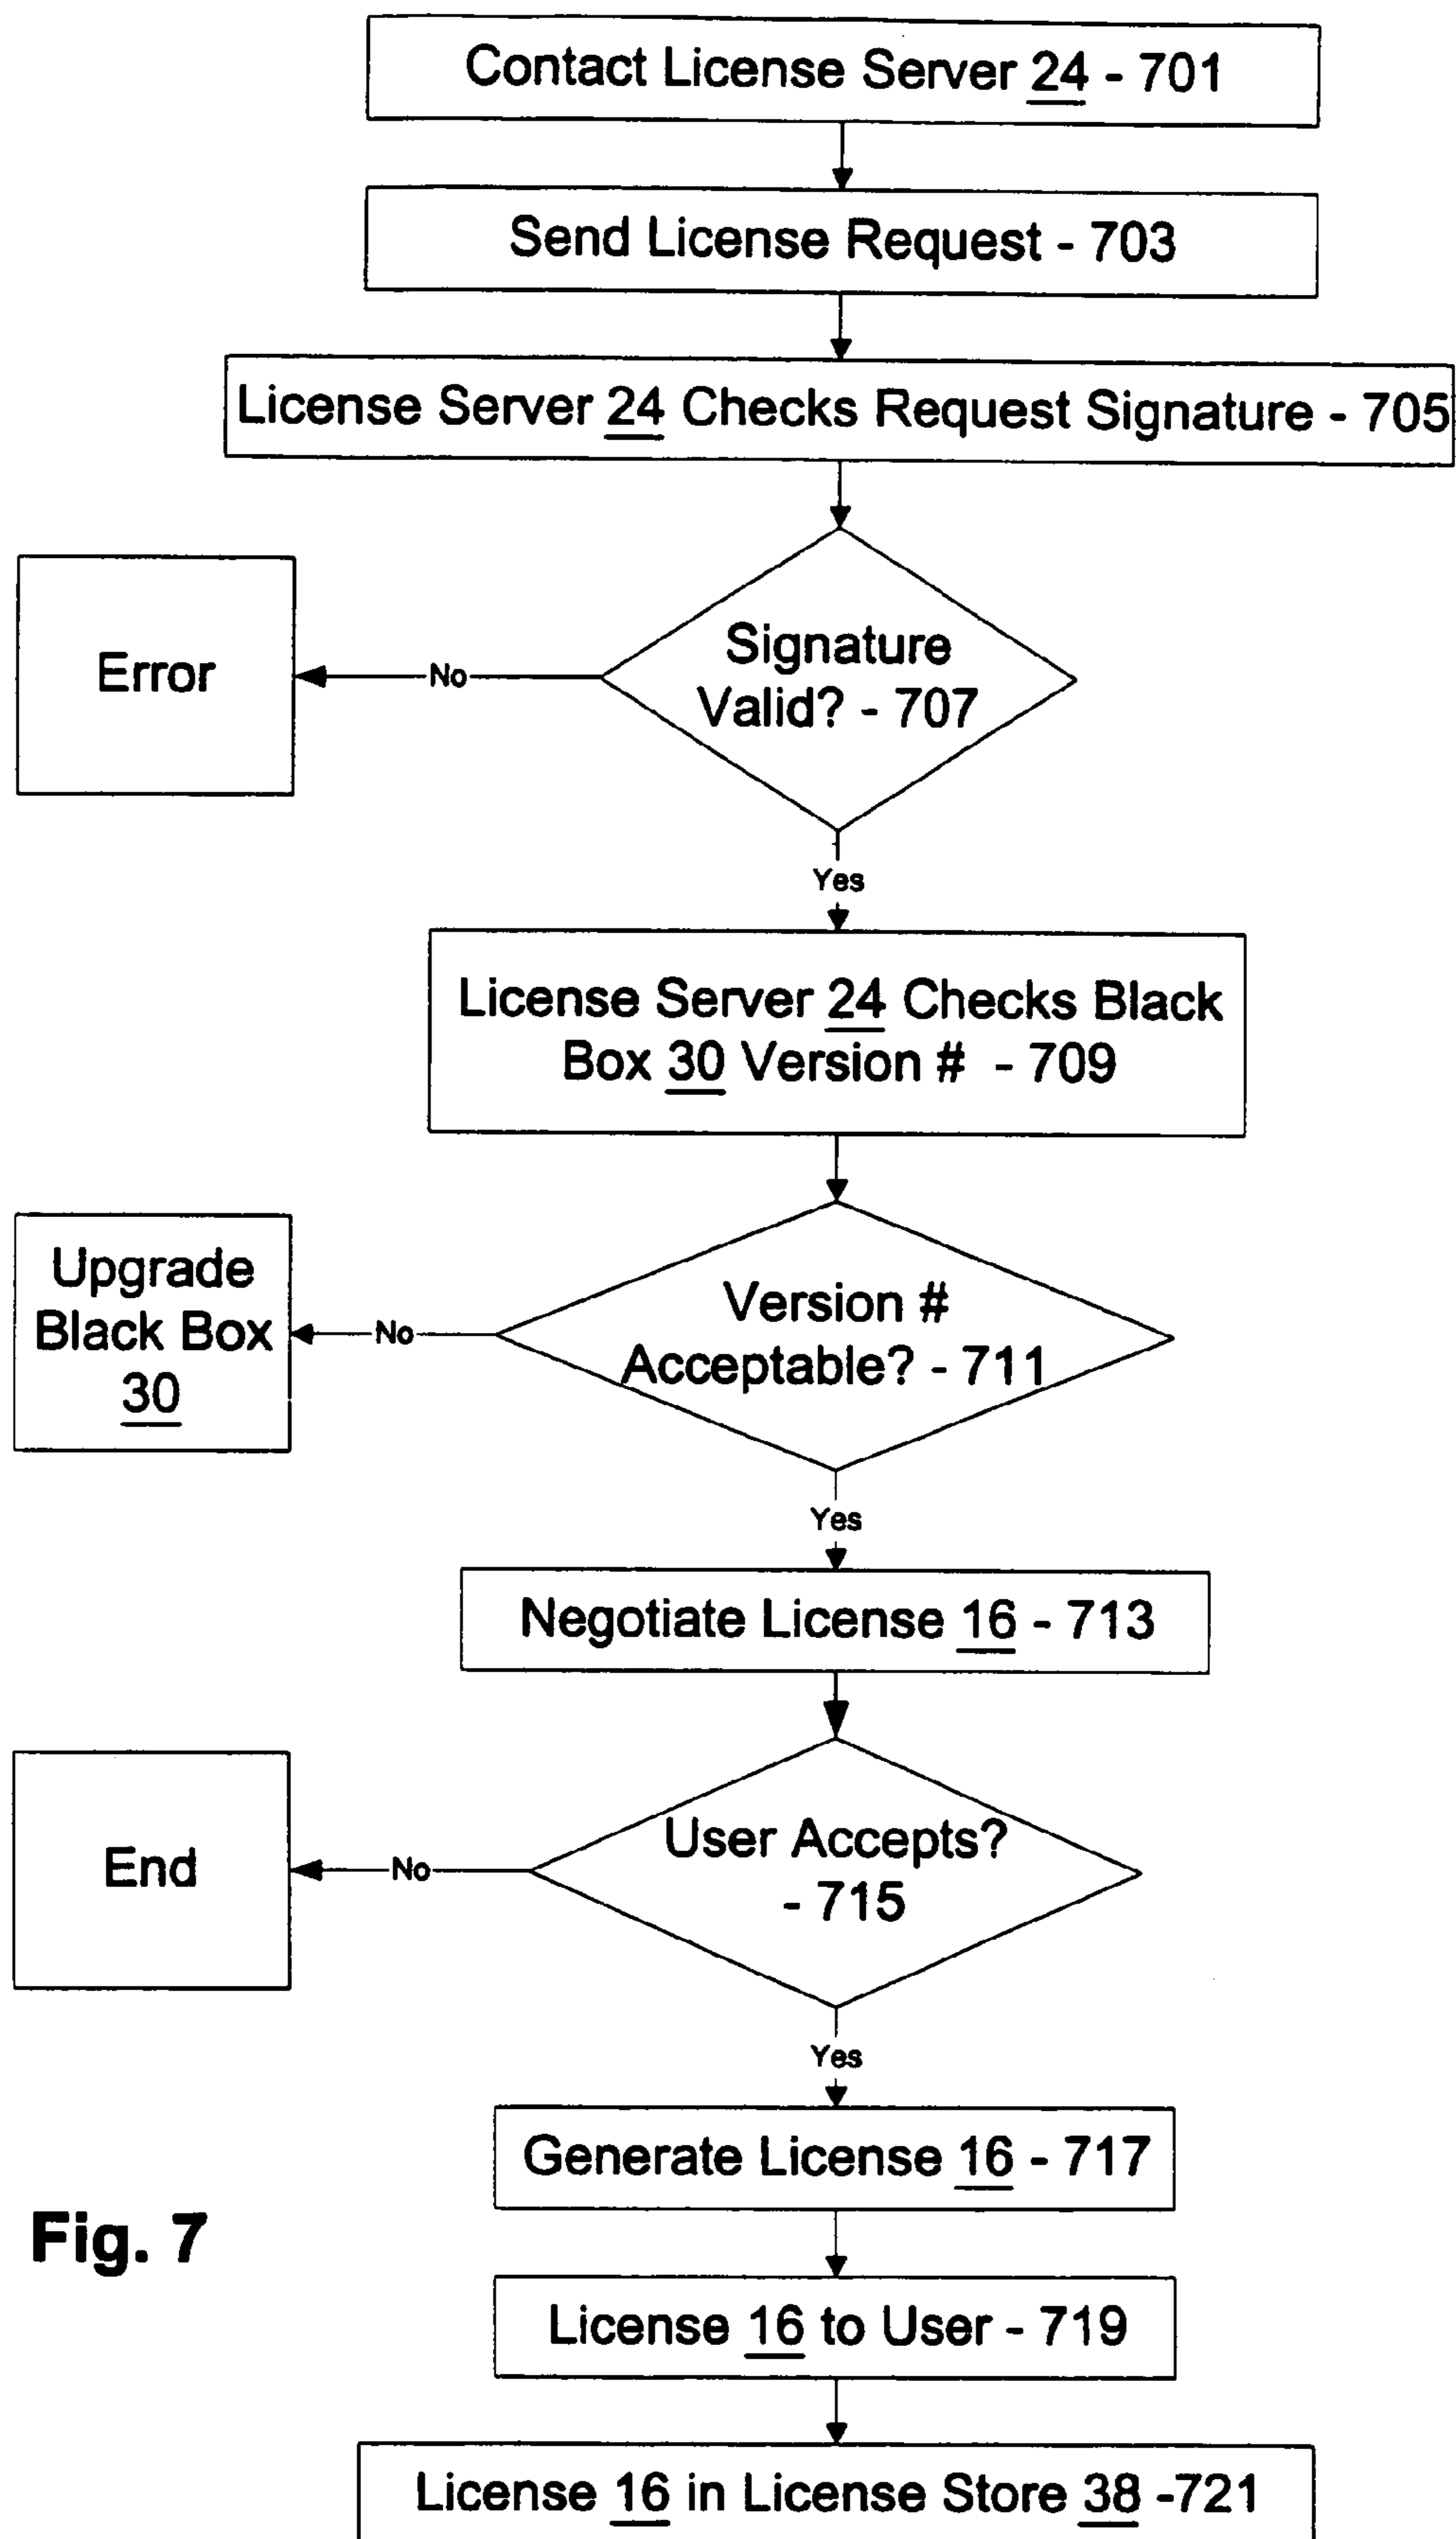 Contact License Server 24 - 701
Send License Request - 703
License Server 24 Checks Request Signature - 705
Signature
Valid? - 707
No
Error
Yes
License Server 24 Checks Black
Box 30 Version # - 709
Version #
Acceptable? - 711
No
Upgrade
Black Box
30
Yes
Negotiate License 16 - 713
User Accepts?
- 715
No
End
Yes
Generate License 16 - 717
License 16 to User - 719
License 16 in License Store 38 -721
Fig. 7